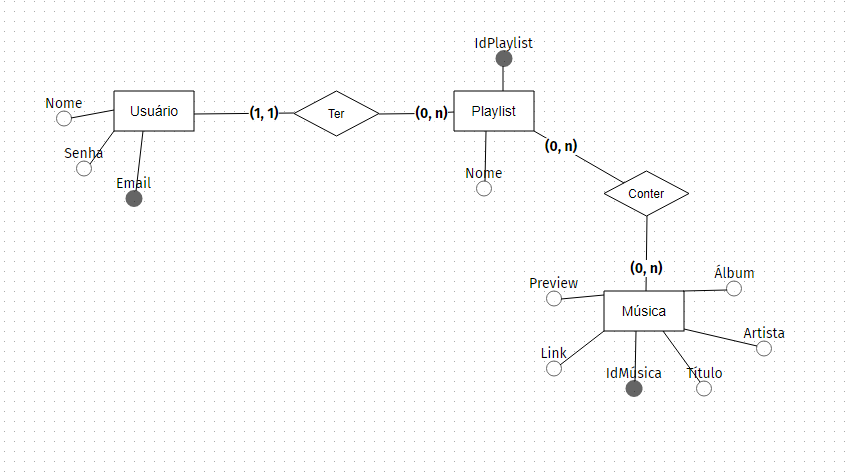 IdPlaylist
Nome
Usuário
(1, 1)
Ter
(0, n)
Playlist
Senha
(0, n)
Email
Nome
Conter
(0, n)
Álbum
Preview
Música
Artista
Link
IdMúsica
Título